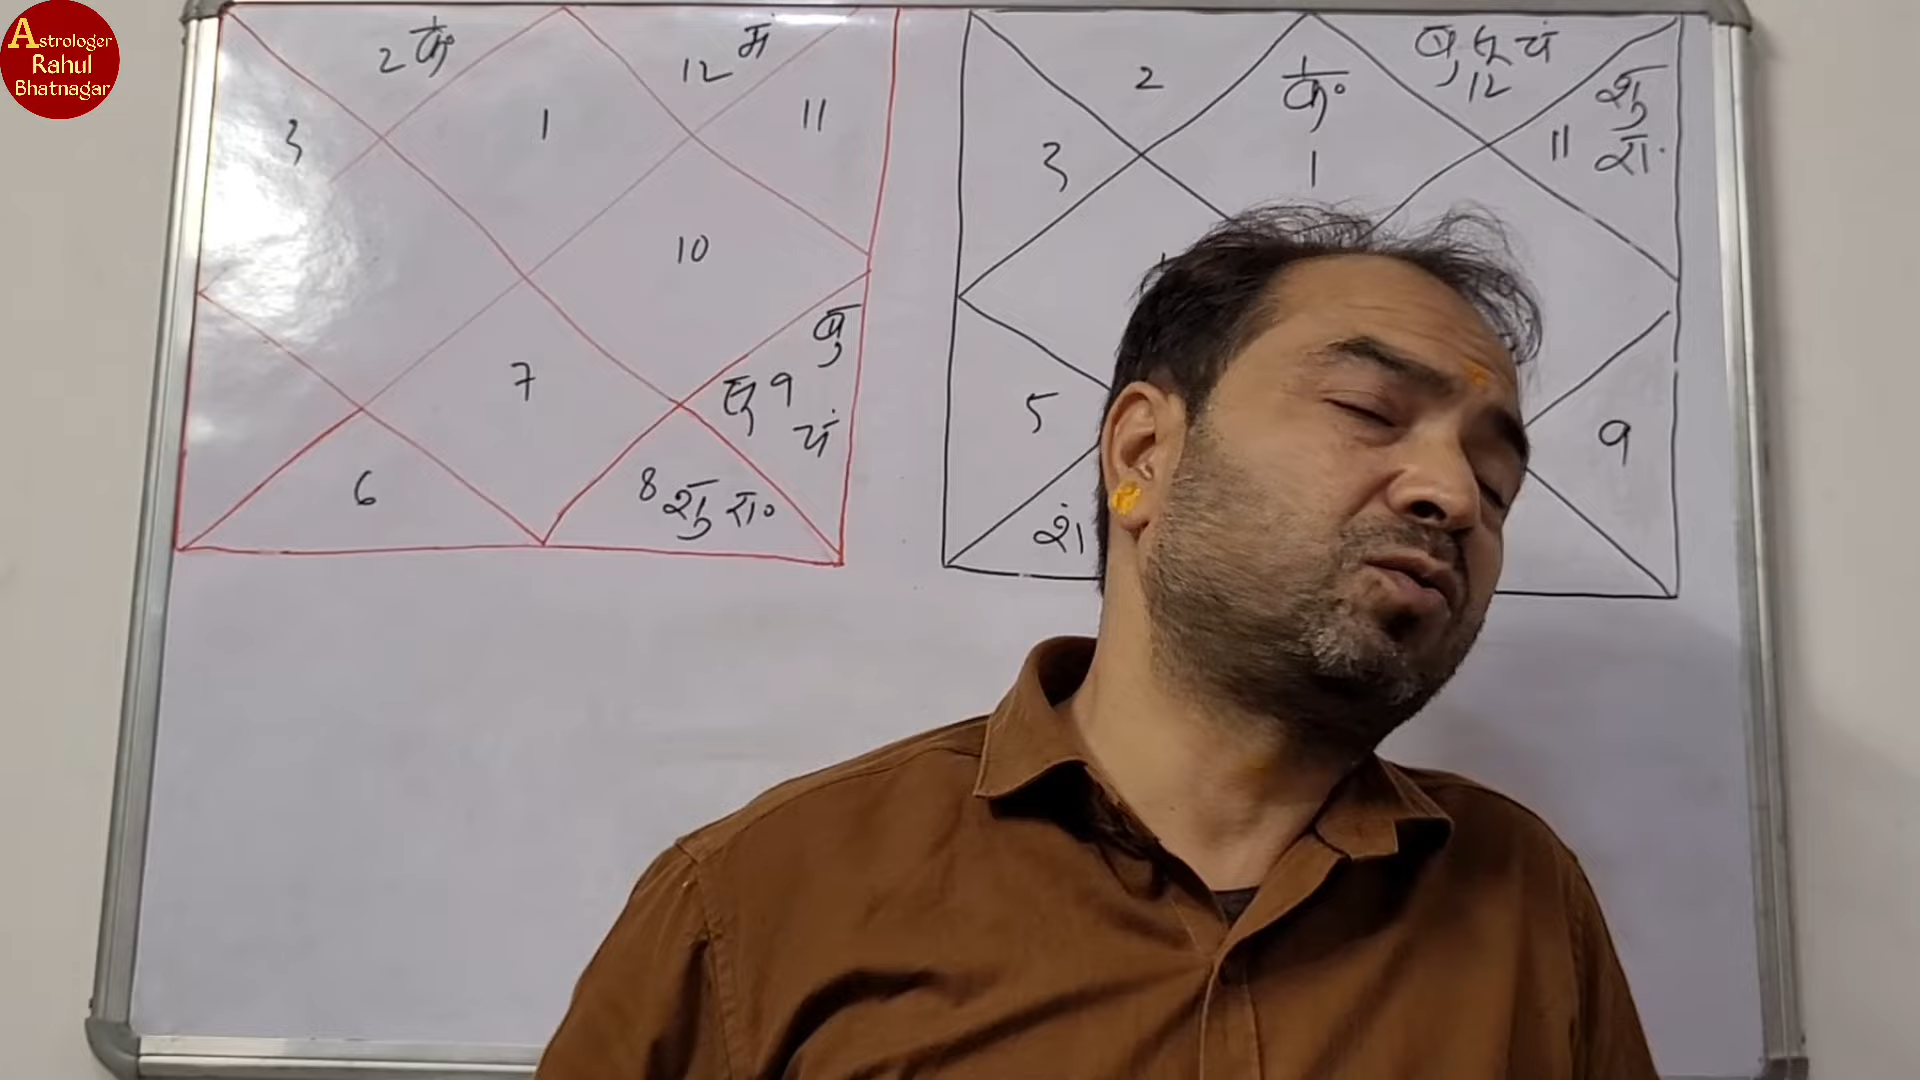 Astrologer
Rahul
Bhatnagar
2 के॰
12 मं
3
1
11
10
7
बु
सू 9
चं
6
8 शु रा॰
2
के॰
1
बु सू चं
12
3
11
शु
रा॰
5
9
शं